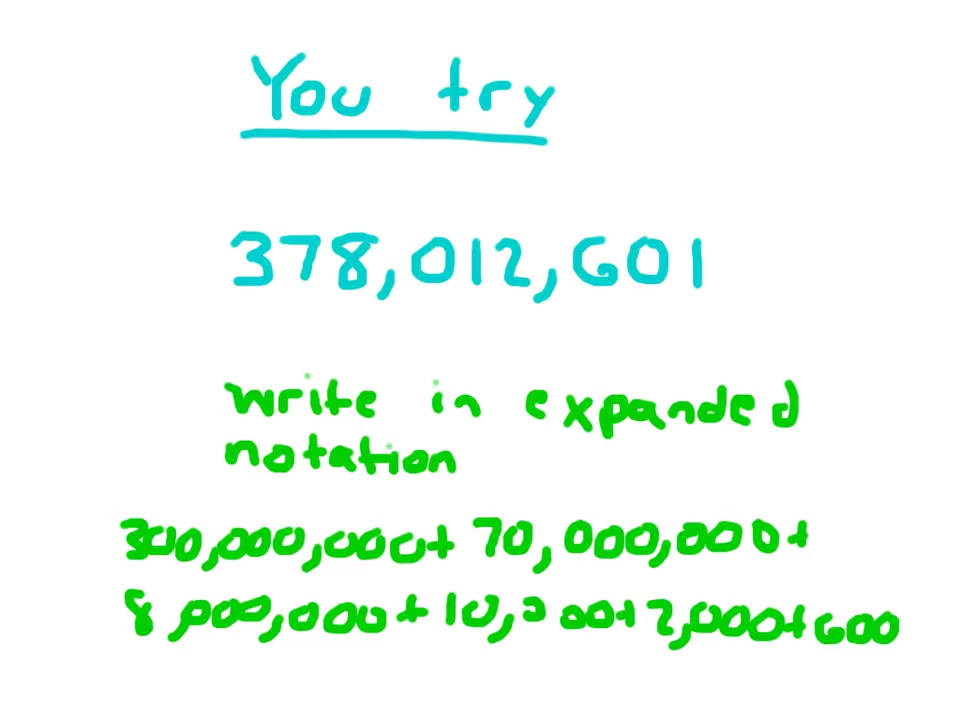 You try
378,012,601
write in expanded
notation
300,000,000+ 70,000,000+
8,000,000+10,000+2,000+600